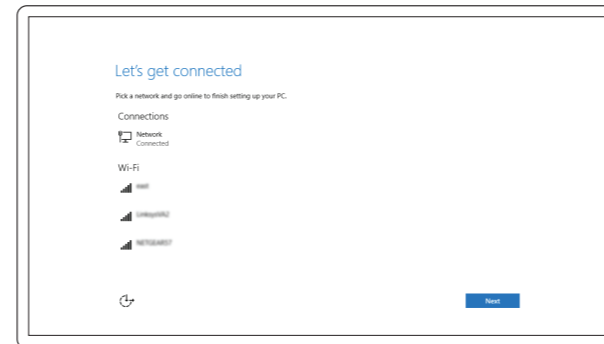 Let's get connected
Pick a network and go online to finish setting up your PC.
Connections
Network
Connected
Wi-Fi
Next